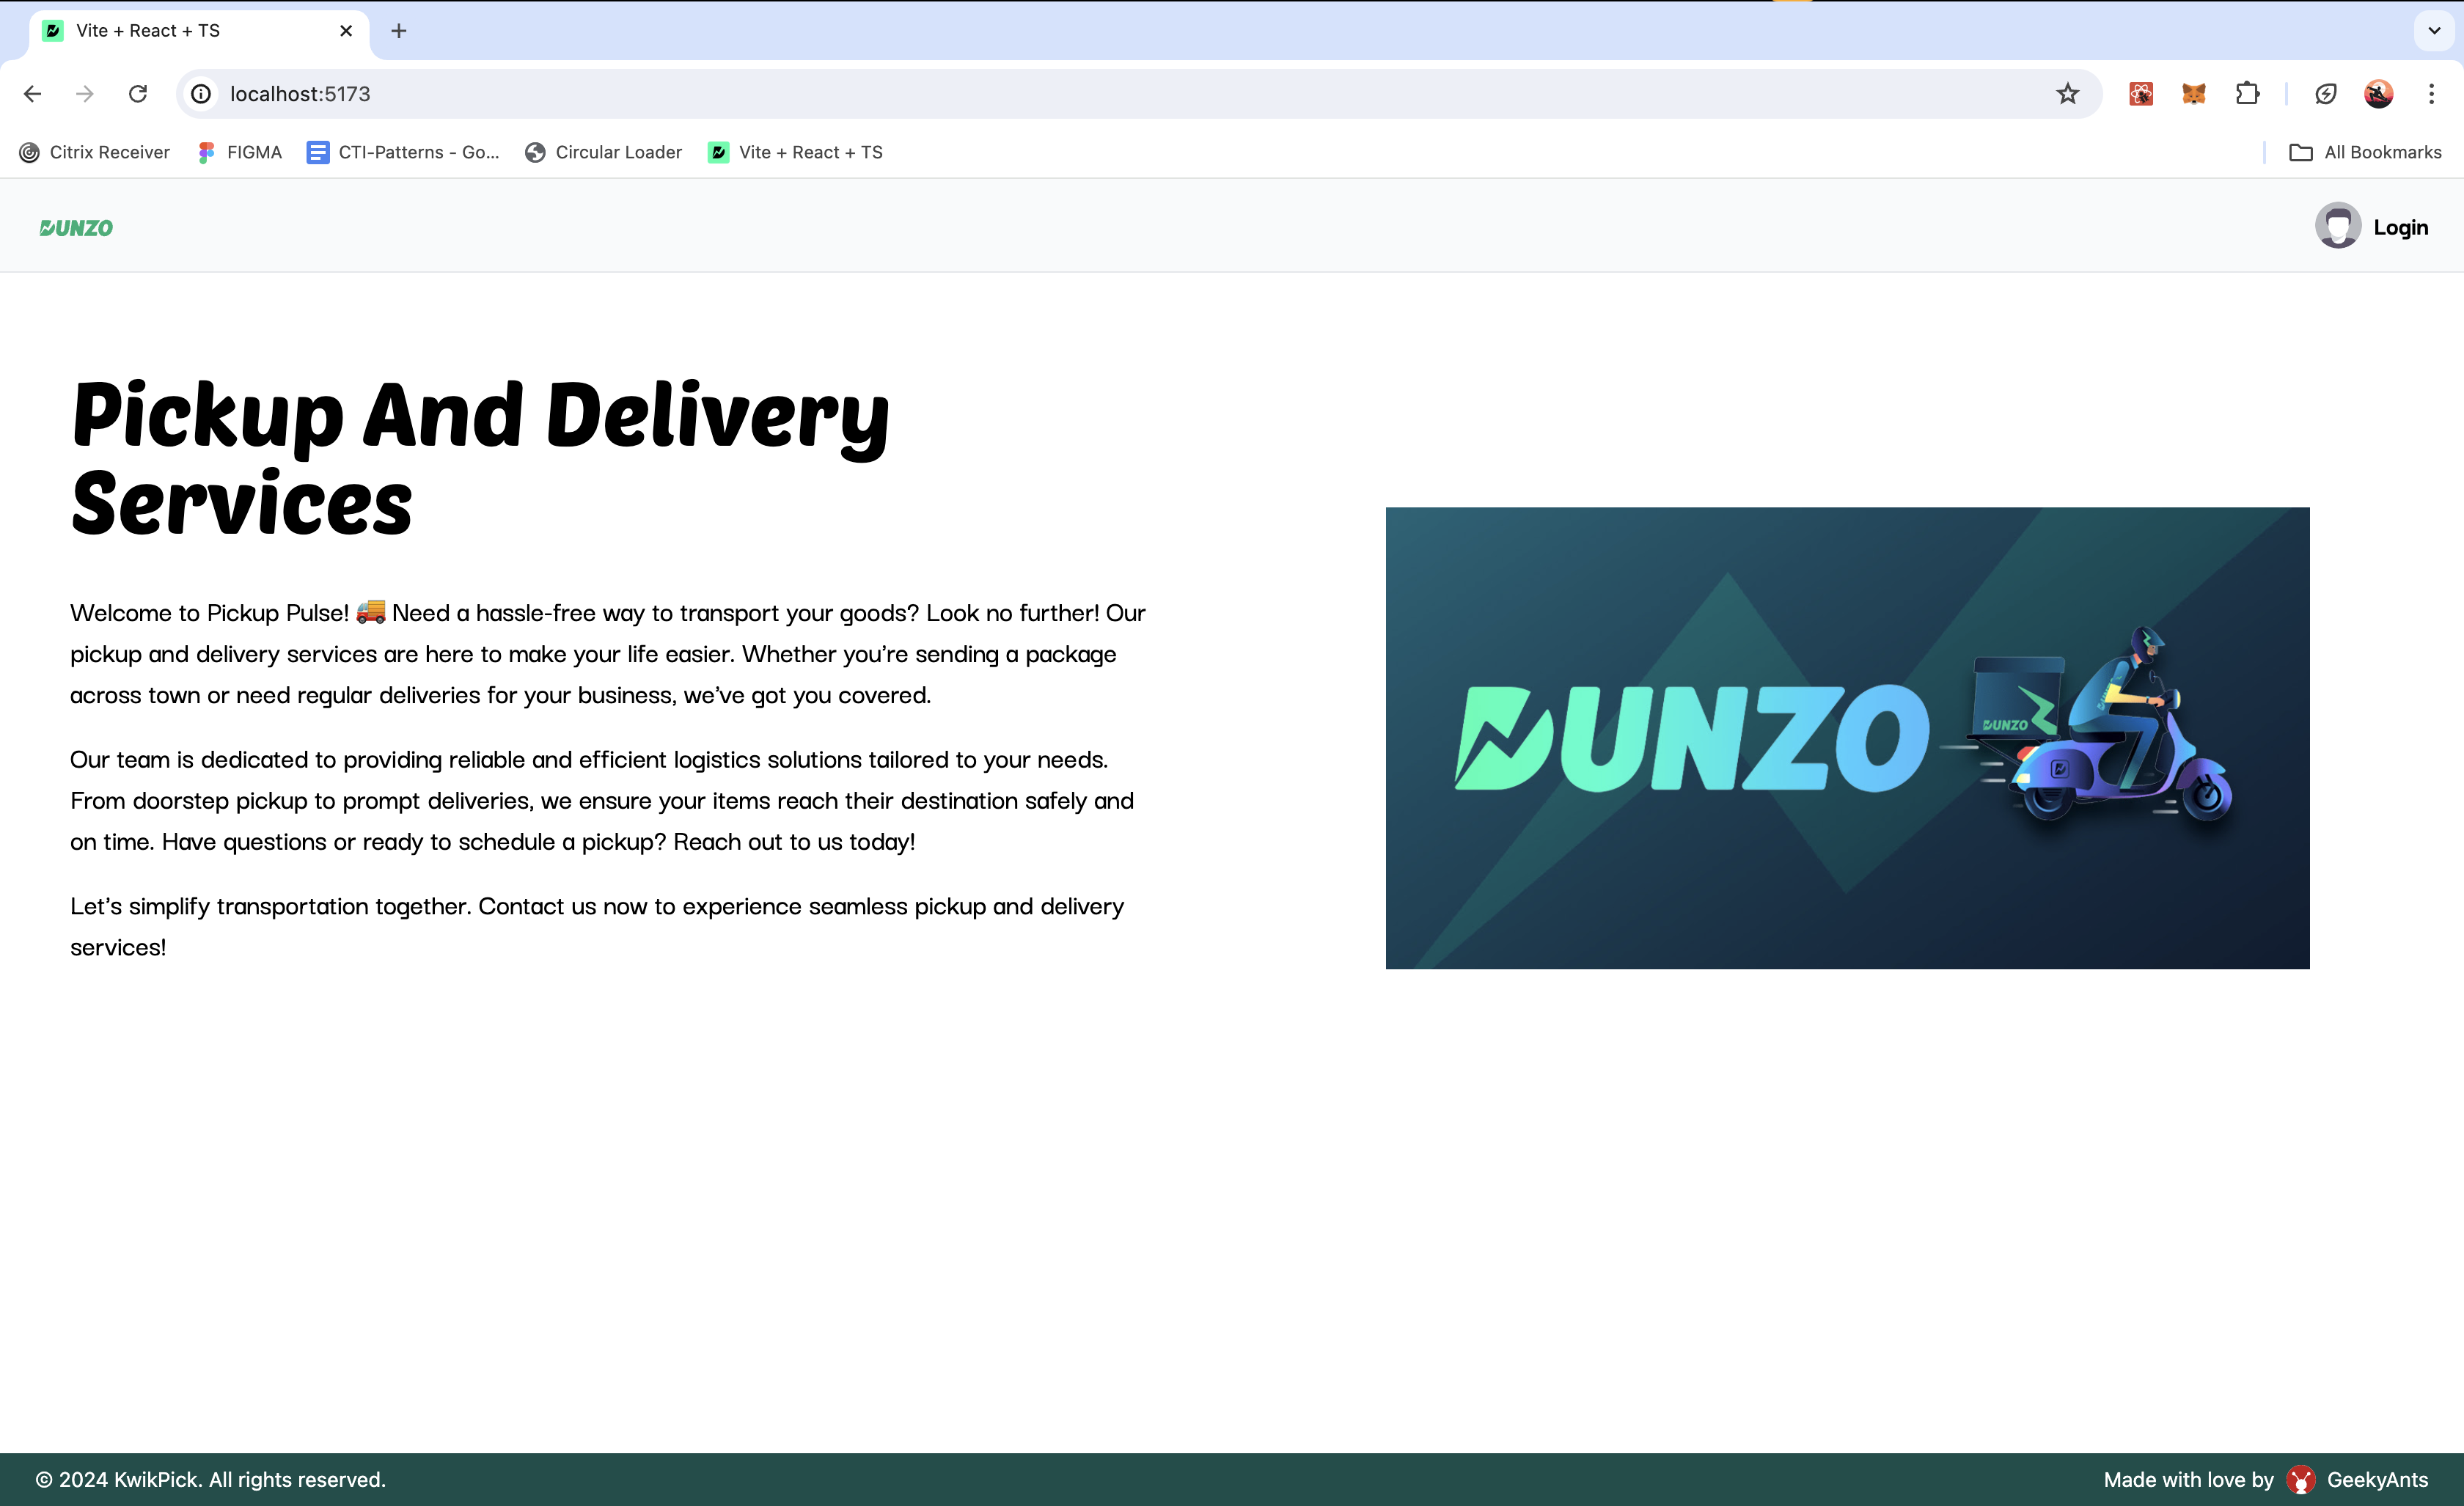 Vite + React + TS
localhost:5173
Citrix Receiver FIGMA CTI-Patterns - Go... Circular Loader Vite + React + TS All Bookmarks
DUNZO Login
Pickup And Delivery
Services
Welcome to Pickup Pulse! 🚚 Need a hassle-free way to transport your goods? Look no further! Our
pickup and delivery services are here to make your life easier. Whether you’re sending a package
across town or need regular deliveries for your business, we’ve got you covered.
Our team is dedicated to providing reliable and efficient logistics solutions tailored to your needs.
From doorstep pickup to prompt deliveries, we ensure your items reach their destination safely and
on time. Have questions or ready to schedule a pickup? Reach out to us today!
Let’s simplify transportation together. Contact us now to experience seamless pickup and delivery
services!
DUNZO
DUNZO
© 2024 KwikPick. All rights reserved. Made with love by GeekyAnts